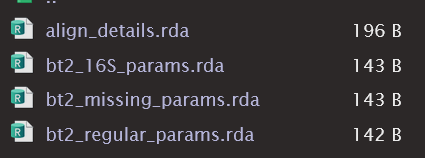 ..
align_details.rda 196 B
bt2_16S_params.rda 143 B
bt2_missing_params.rda 143 B
bt2_regular_params.rda 142 B